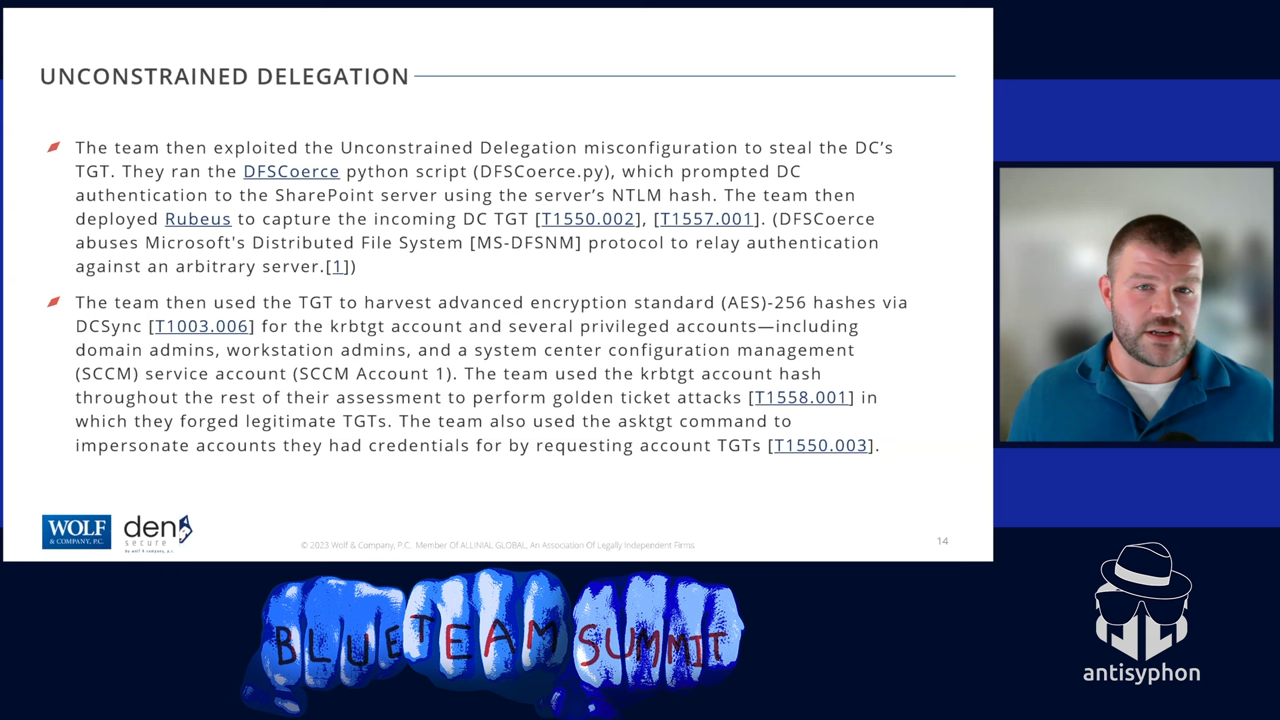 UNCONSTRAINED DELEGATION
The team then exploited the Unconstrained Delegation misconfiguration to steal the DC’s
TGT. They ran the DFSCoerce python script (DFSCoerce.py), which prompted DC
authentication to the SharePoint server using the server’s NTLM hash. The team then
deployed Rubeus to capture the incoming DC TGT [T1550.002], [T1557.001]. (DFSCoerce
abuses Microsoft's Distributed File System [MS-DFSNM] protocol to relay authentication
against an arbitrary server.[1])
The team then used the TGT to harvest advanced encryption standard (AES)-256 hashes via
DCSync [T1003.006] for the krbtgt account and several privileged accounts—including
domain admins, workstation admins, and a system center configuration management
(SCCM) service account (SCCM Account 1). The team used the krbtgt account hash
throughout the rest of their assessment to perform golden ticket attacks [T1558.001] in
which they forged legitimate TGTs. The team also used the asktgt command to
impersonate accounts they had credentials for by requesting account TGTs [T1550.003].
WOLF
& COMPANY, P.C.
den
secure
by wolf & company, p.c.
© 2023 Wolf & Company, P.C. Member Of ALLINIAL GLOBAL, An Association Of Legally Independent Firms
14
BLUE TEAM SUMMIT
antisyphon